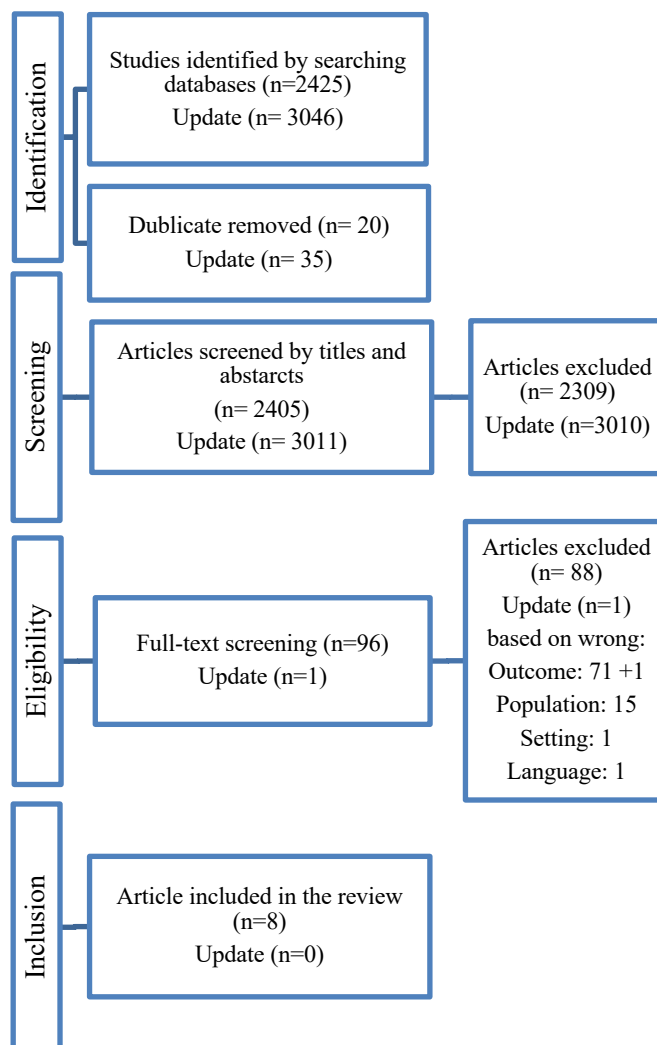 Identification
Studies identified by searching
databases (n=2425)
Update (n= 3046)
Dublicate removed (n= 20)
Update (n= 35)
Screening
Articles screened by titles and
abstarcts
(n = 2405)
Update (n= 3011)
Articles excluded
(n= 2309)
Update (n=3010)
Eligibility
Full-text screening (n=96)
Update (n=1)
Articles excluded
(n= 88)
Update (n=1)
based on wrong:
Outcome: 71 +1
Population: 15
Setting: 1
Language: 1
Inclusion
Article included in the review
(n=8)
Update (n=0)